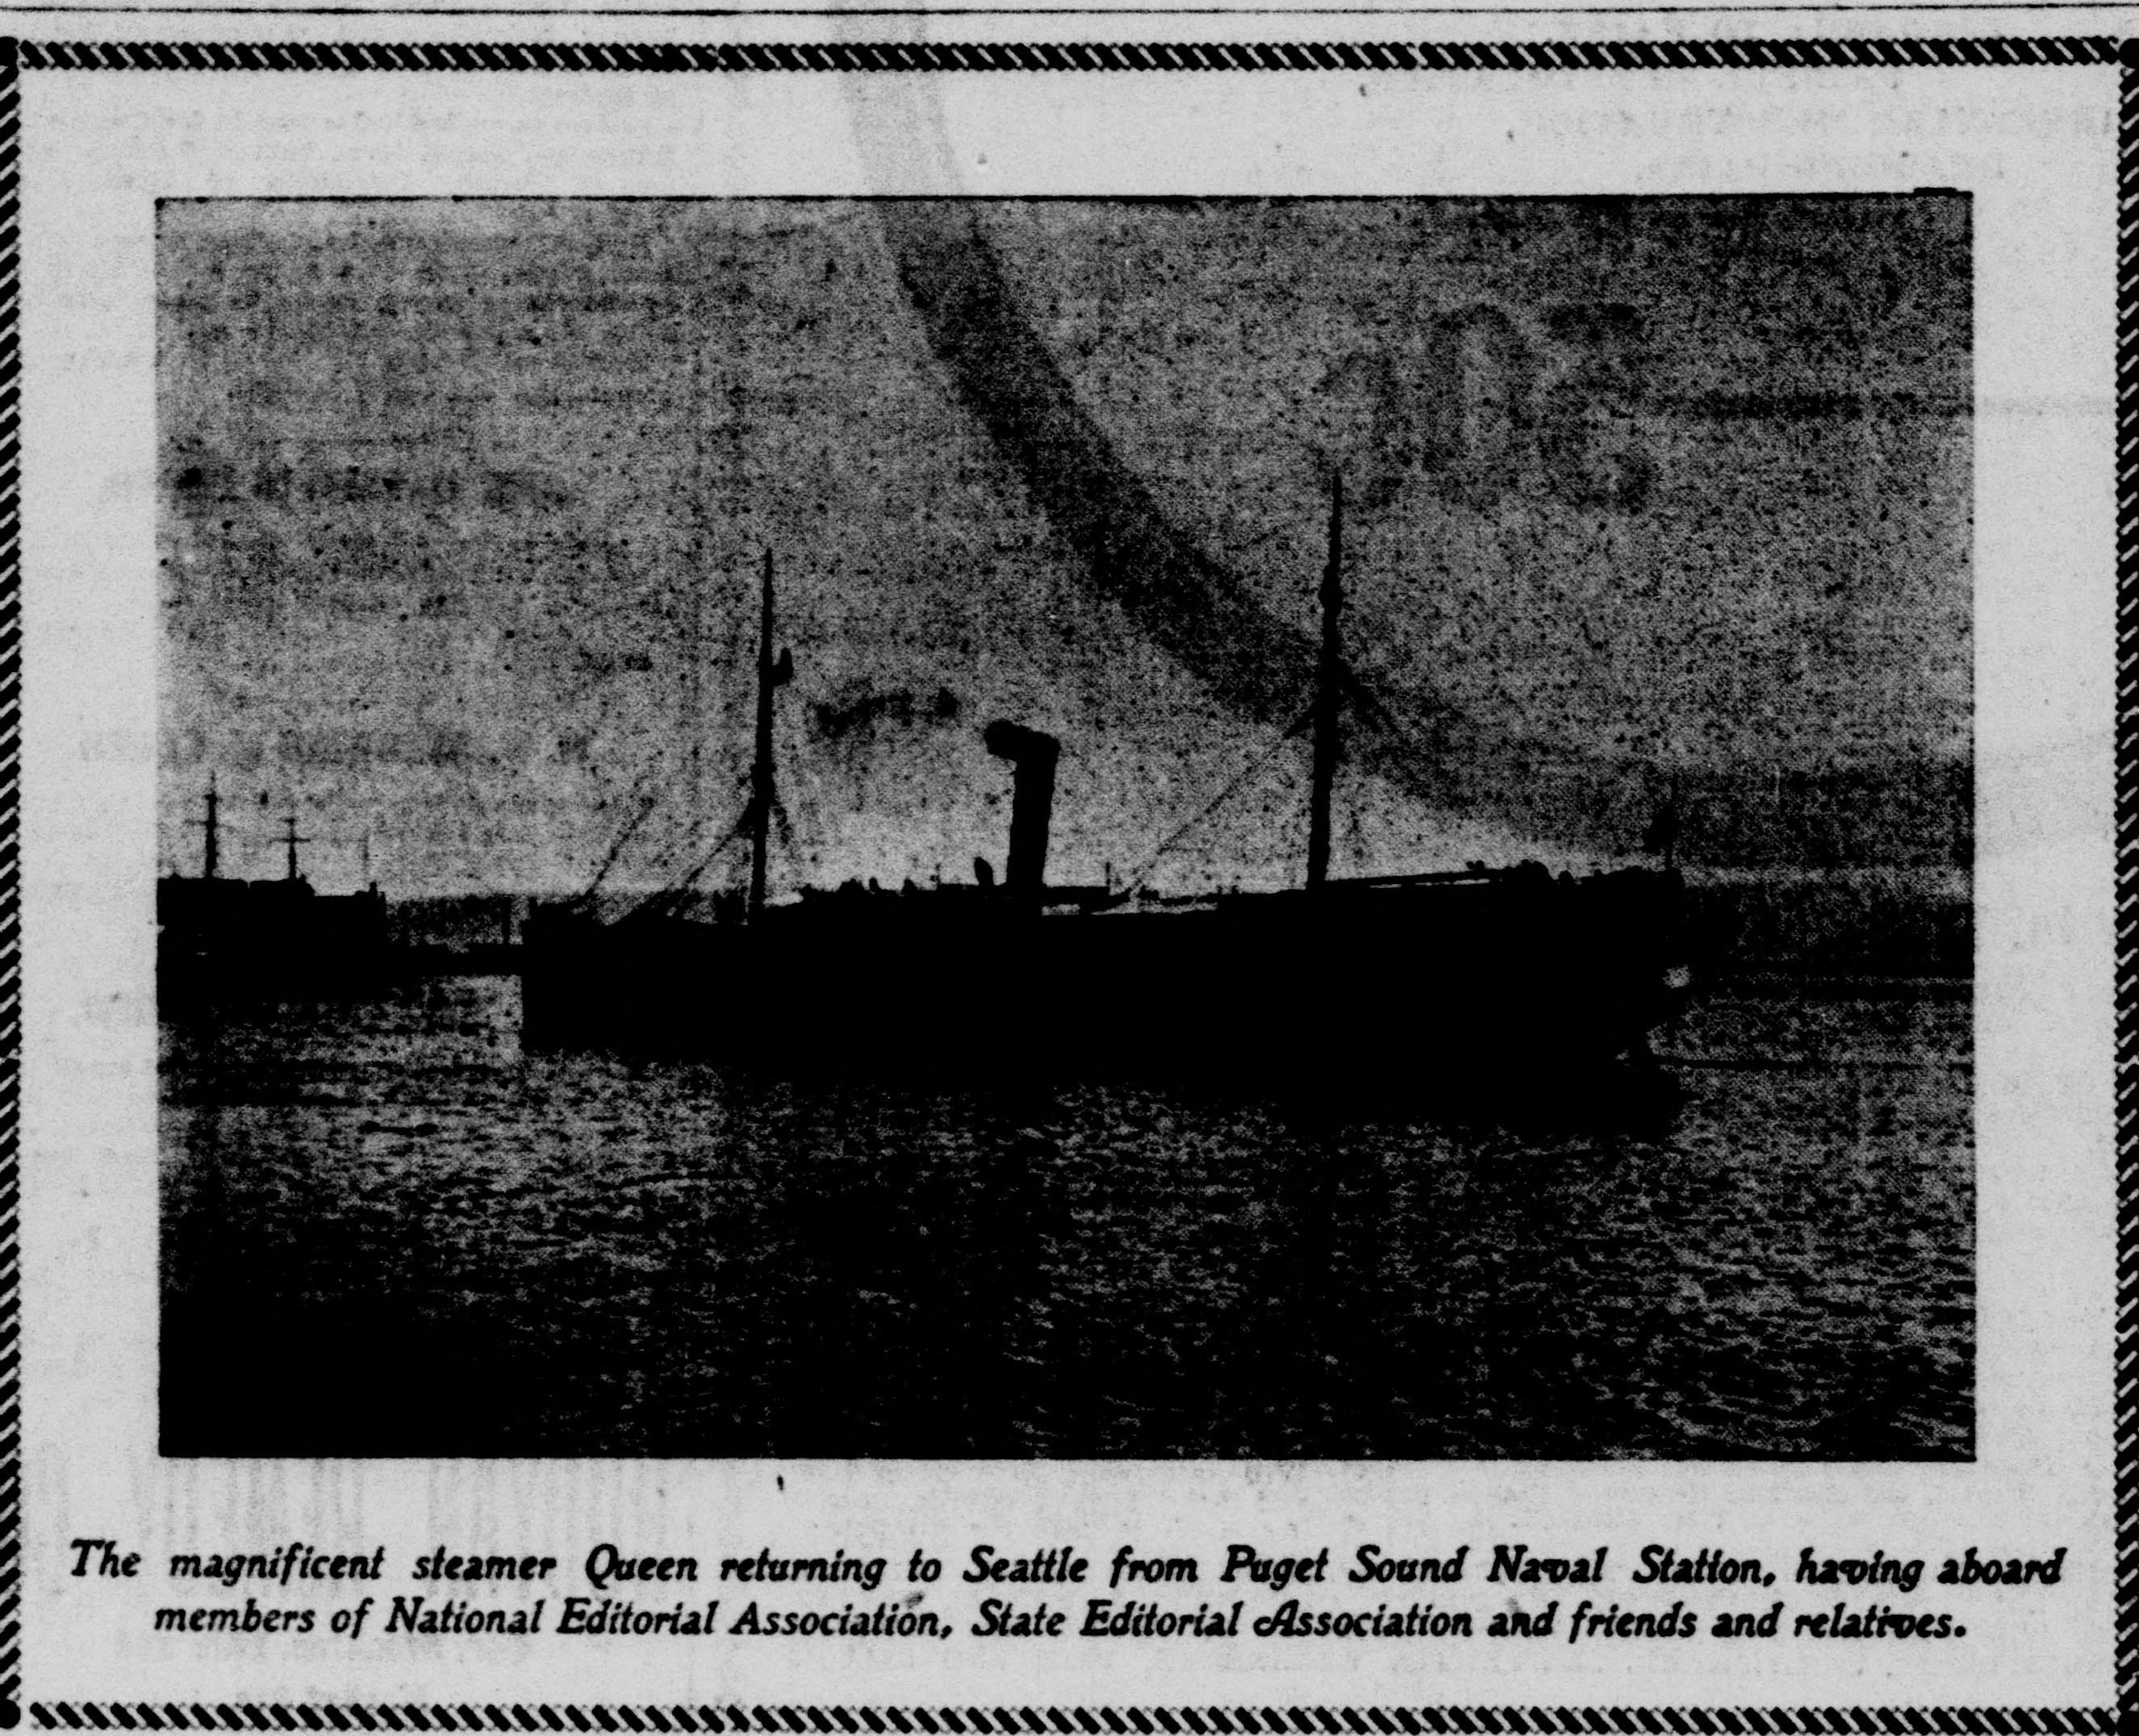 The magnificent steamer Queen returning to Seattle from Puget Sound Naval Station, having aboard
members of National Editorial Association, State Editorial Association and friends and relatives.